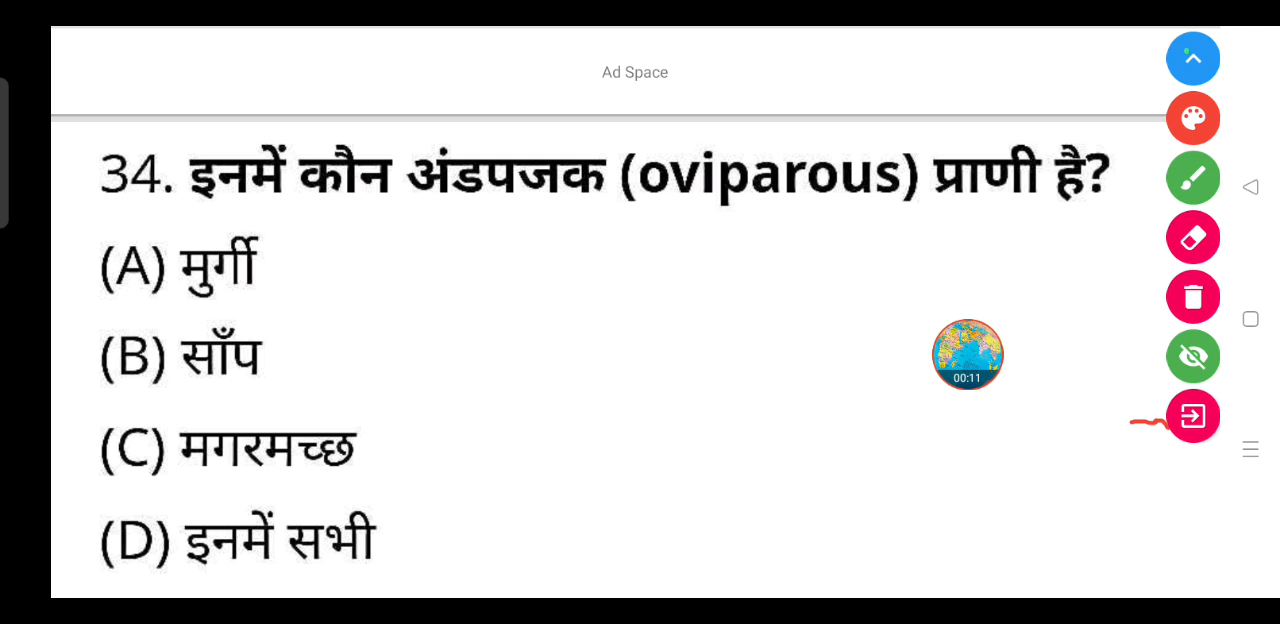 Ad Space
34. इनमें कौन अंडपजक (oviparous) प्राणी है?
(A) मुर्गी
(B) साँप
(C) मगरमच्छ
(D) इनमें सभी
00:11